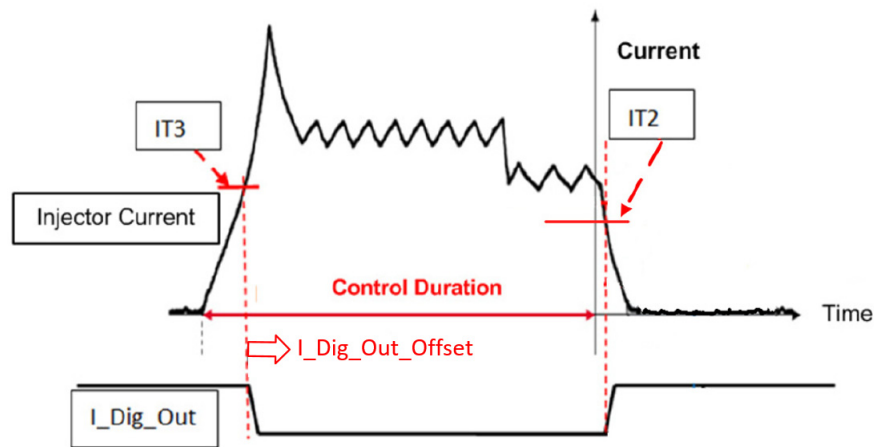 Current
IT3
IT2
Injector Current
Control Duration
Time
I_Dig_Out_Offset
I_Dig_Out